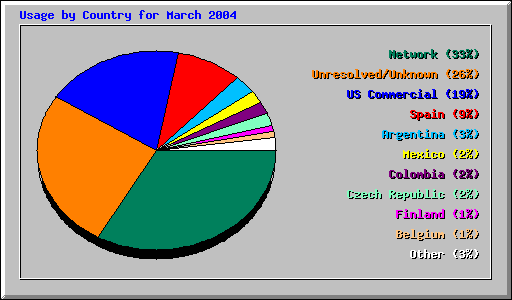 Usage by Country for March 2004
Network (33%)
Unresolved/Unknown (26%)
US Commercial (19%)
Spain (9%)
Argentina (3%)
Mexico (2%)
Colombia (2%)
Czech Republic (2%)
Finland (1%)
Belgium (1%)
Other (3%)